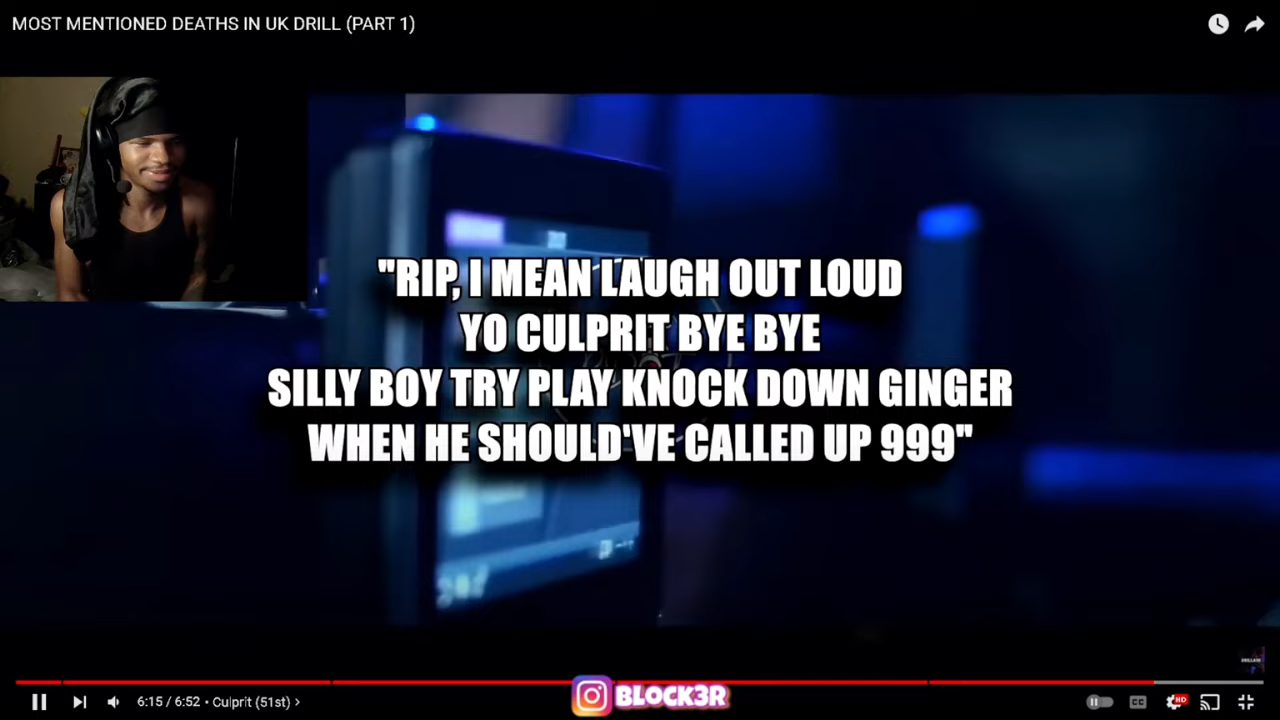 MOST MENTIONED DEATHS IN UK DRILL (PART 1)
"RIP, I MEAN LAUGH OUT LOUD
YO CULPRIT BYE BYE
SILLY BOY TRY PLAY KNOCK DOWN GINGER
WHEN HE SHOULD'VE CALLED UP 999"
6:15 / 6:52 • Culprit (51st) >
BLOCK3R
CC
HD